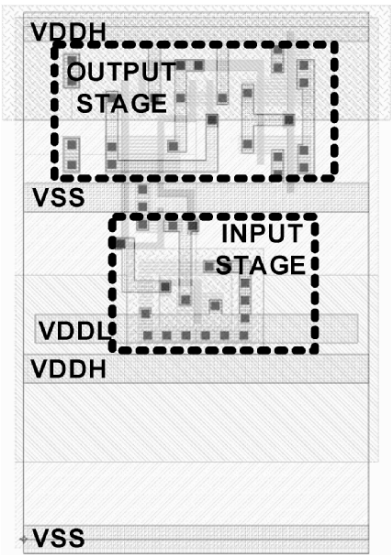 VDDH
OUTPUT
STAGE
VSS
INPUT
STAGE
VDDL
VDDH
VSS